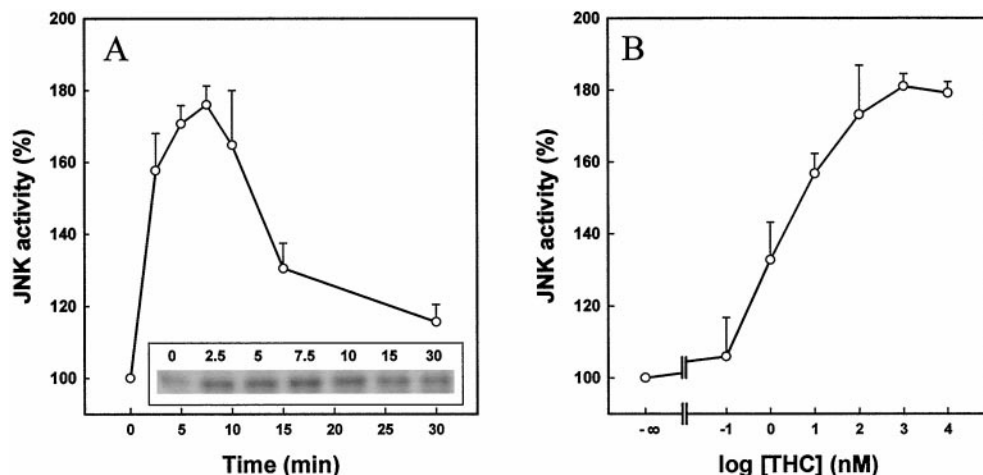 A
JNK activity (%)
200
180
160
140
120
100
0 2.5 5 7.5 10 15 30
0 5 10 15 20 25 30
Time (min)
B
JNK activity (%)
200
180
160
140
120
100
-∞ -1 0 1 2 3 4
log [THC] (nM)